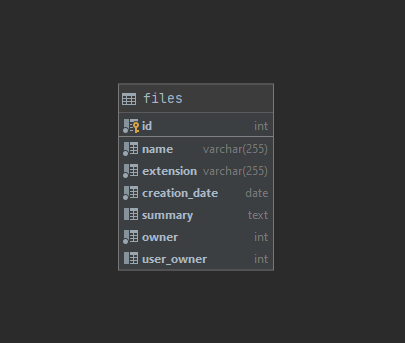 files
id int
name varchar(255)
extension varchar(255)
creation_date date
summary text
owner int
user_owner int